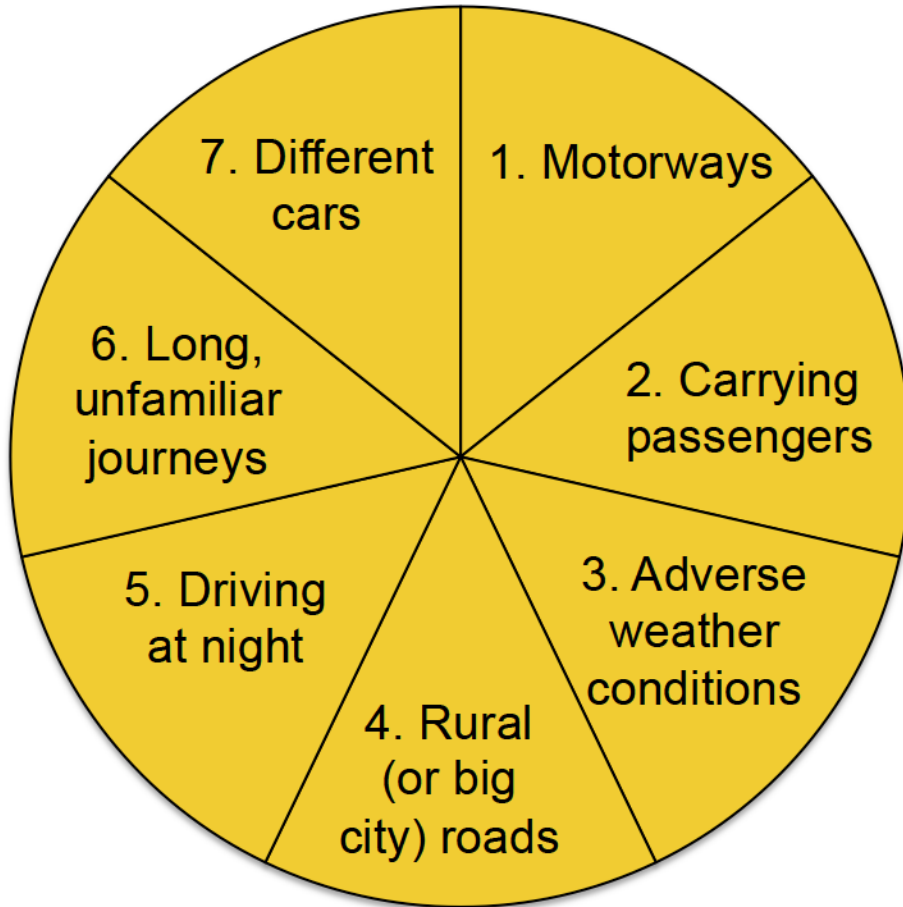 1. Motorways
2. Carrying
passengers
3. Adverse
weather
conditions
4. Rural
(or big
city) roads
5. Driving
at night
6. Long,
unfamiliar
journeys
7. Different
cars